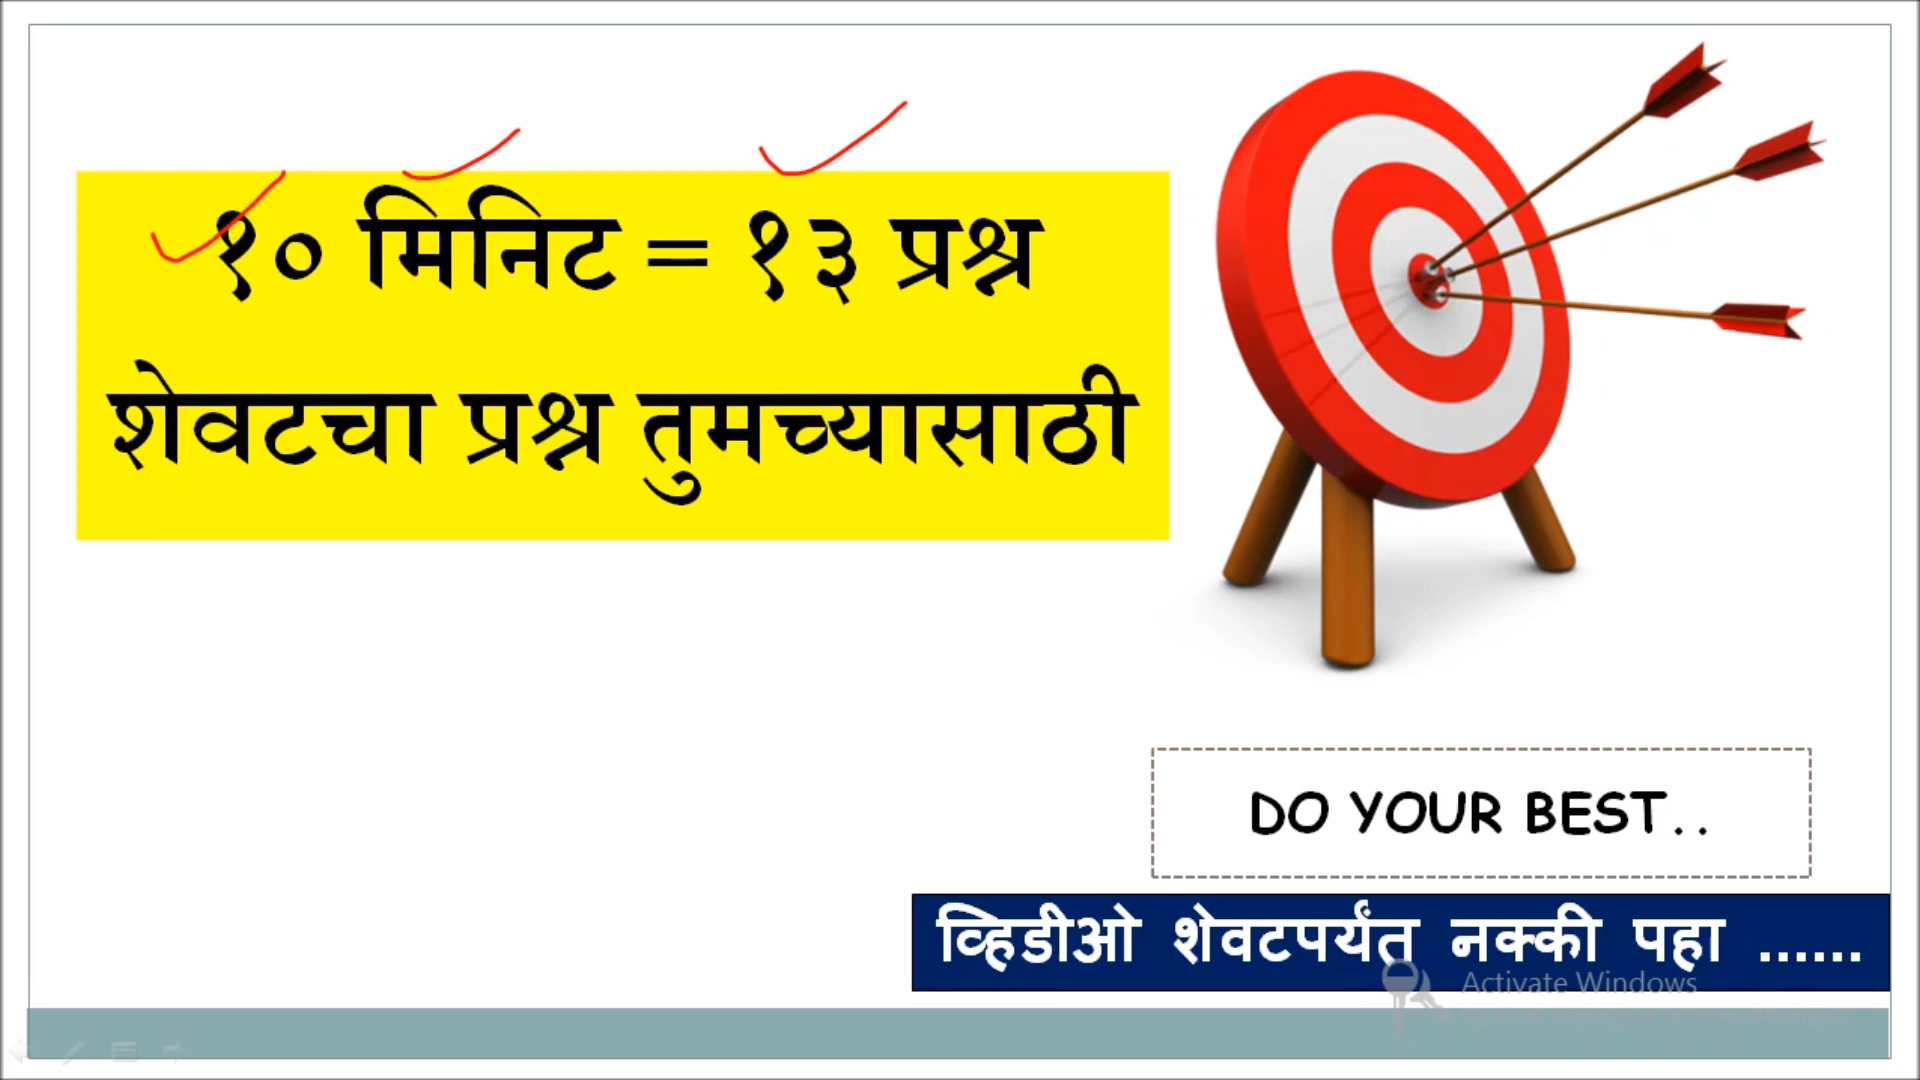 १० मिनिट = १३ प्रश्न
शेवटचा प्रश्न तुमच्यासाठी
DO YOUR BEST..
व्हिडीओ शेवटपर्यंत नक्की पहा ......
Activate Windows